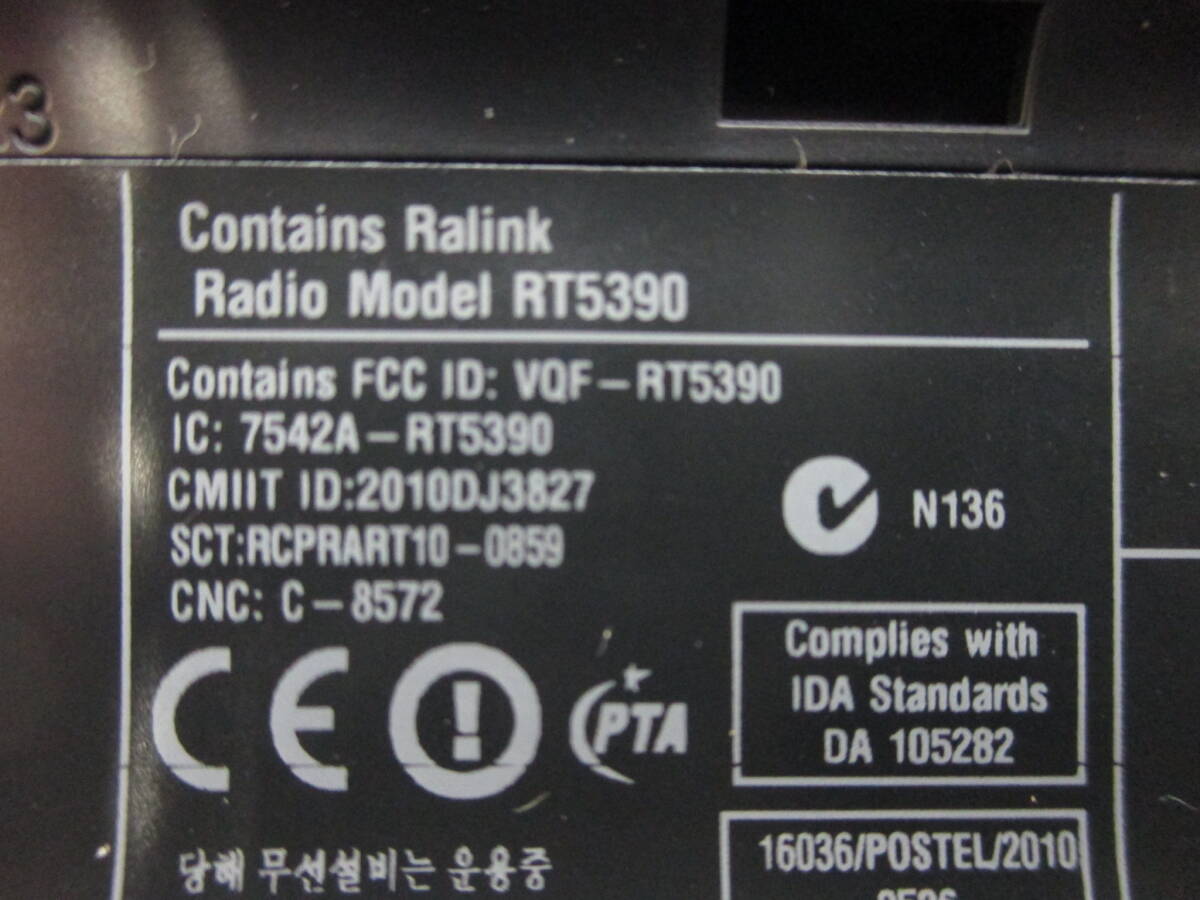 Contains Ralink
Radio Model RT5390
Contains FCC ID: VQF-RT5390
IC: 7542A-RT5390
CMIIT ID:2010DJ3827
SCT:RCPRART10-0859
CNC: C-8572
N136
Complies with
IDA Standards
DA 105282
CE
PTA
당해 무선설비는 운용중
16036/POSTEL/2010